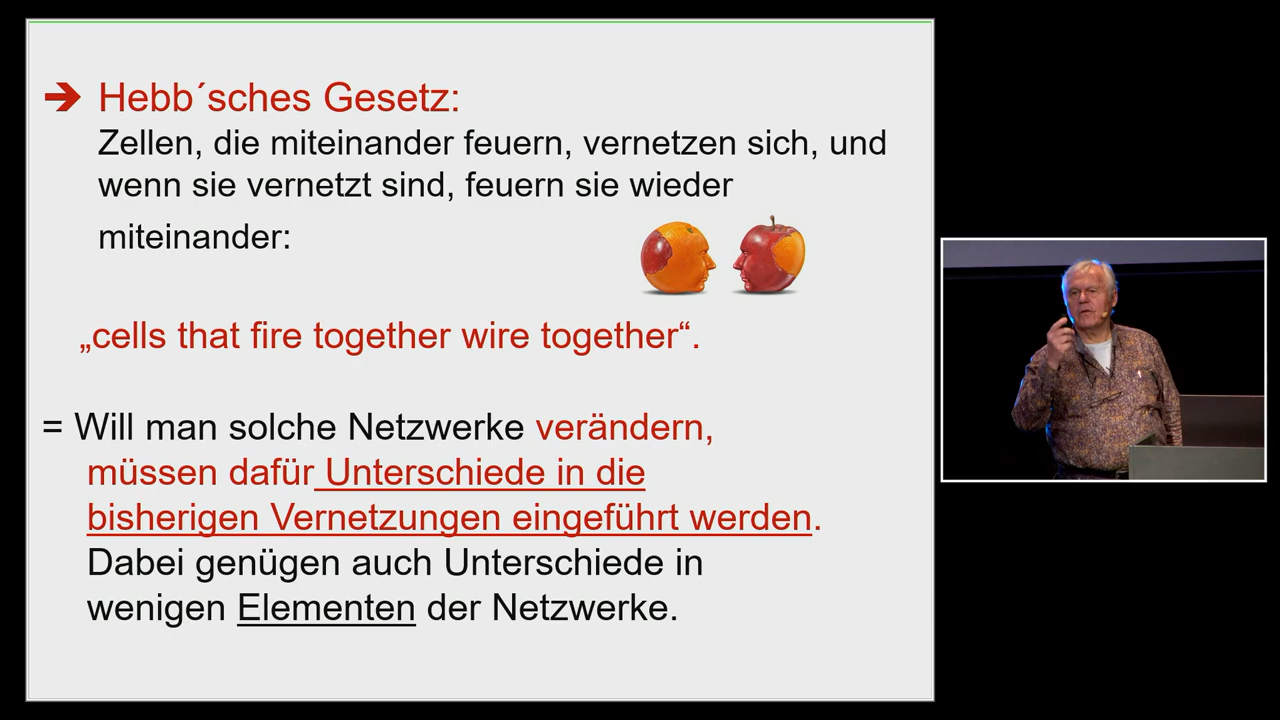 ➔ Hebb´sches Gesetz:
Zellen, die miteinander feuern, vernetzen sich, und
wenn sie vernetzt sind, feuern sie wieder
miteinander:
„cells that fire together wire together“.
= Will man solche Netzwerke verändern,
müssen dafür Unterschiede in die
bisherigen Vernetzungen eingeführt werden.
Dabei genügen auch Unterschiede in
wenigen Elementen der Netzwerke.